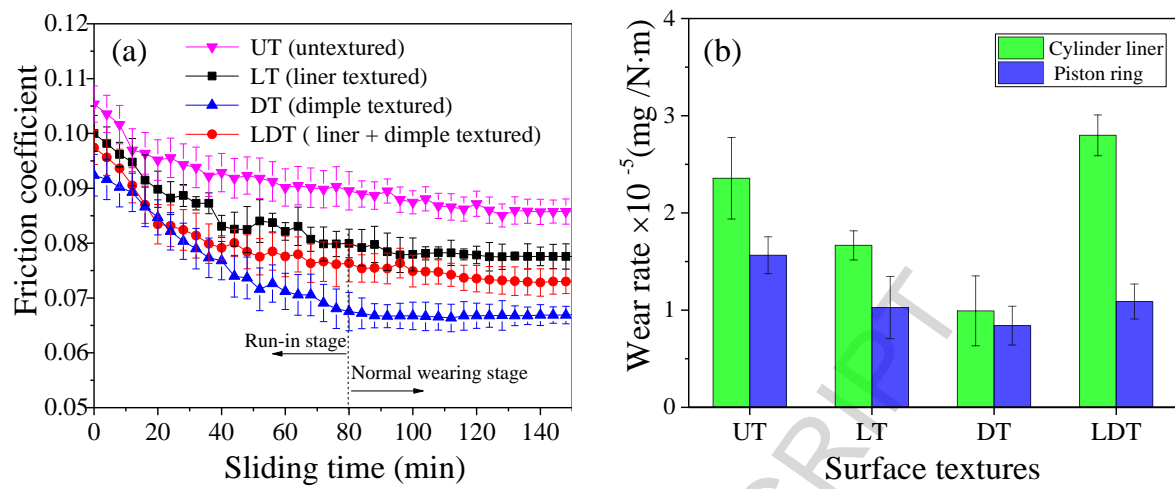 (a)
UT (untextured)
LT (liner textured)
DT (dimple textured)
LDT ( liner + dimple textured)
0.12
0.11
0.10
0.09
0.08
0.07
0.06
0.05
Friction coefficient
Run-in stage
Normal wearing stage
0 20 40 60 80 100 120 140
Sliding time (min)
(b)
Cylinder liner
Piston ring
4
3
2
1
0
Wear rate ×10 -5 (mg /N·m)
UT LT DT LDT
Surface textures
SCRIPT